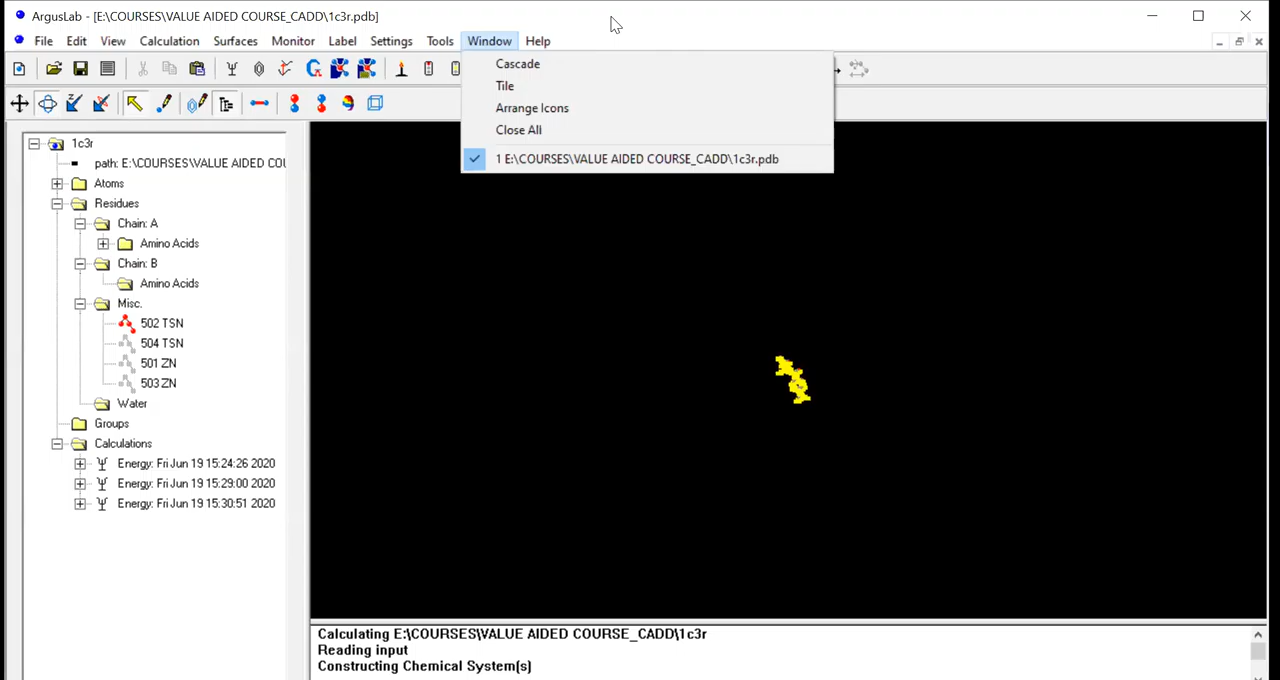 ArgusLab - [E:\COURSES\VALUE AIDED COURSE_CADD\1c3r.pdb]
File Edit View Calculation Surfaces Monitor Label Settings Tools Window Help
Cascade
Tile
Arrange Icons
Close All
1 E:\COURSES\VALUE AIDED COURSE_CADD\1c3r.pdb
1c3r
path: E:\COURSES\VALUE AIDED COU
Atoms
Residues
Chain: A
Amino Acids
Chain: B
Amino Acids
Misc.
502 TSN
504 TSN
501 ZN
503 ZN
Water
Groups
Calculations
Energy: Fri Jun 19 15:24:26 2020
Energy: Fri Jun 19 15:29:00 2020
Energy: Fri Jun 19 15:30:51 2020
Calculating E:\COURSES\VALUE AIDED COURSE_CADD\1c3r
Reading input
Constructing Chemical System(s)